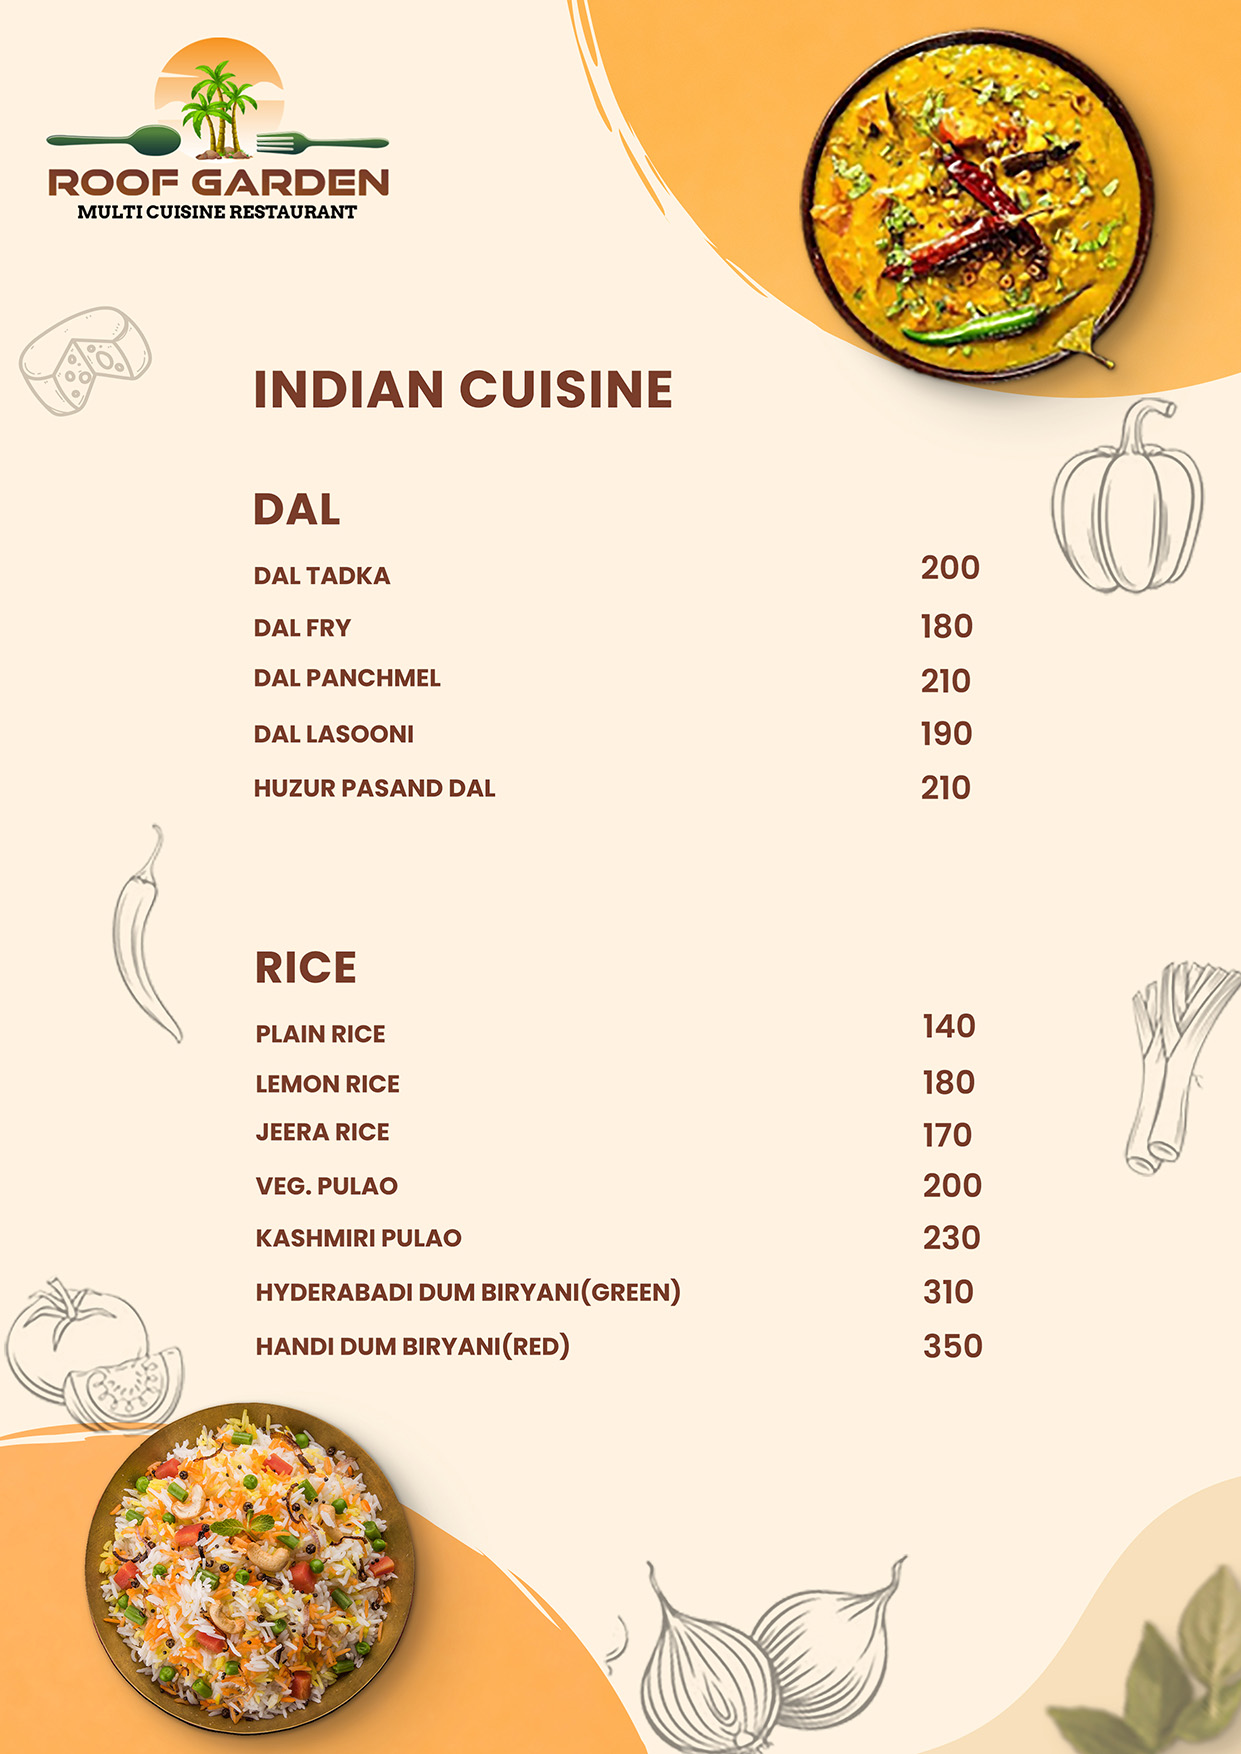 ROOF GARDEN
MULTI CUISINE RESTAURANT
INDIAN CUISINE
DAL
DAL TADKA 200
DAL FRY 180
DAL PANCHMEL 210
DAL LASOONI 190
HUZUR PASAND DAL 210
RICE
PLAIN RICE 140
LEMON RICE 180
JEERA RICE 170
VEG. PULAO 200
KASHMIRI PULAO 230
HYDERABADI DUM BIRYANI(GREEN) 310
HANDI DUM BIRYANI(RED) 350